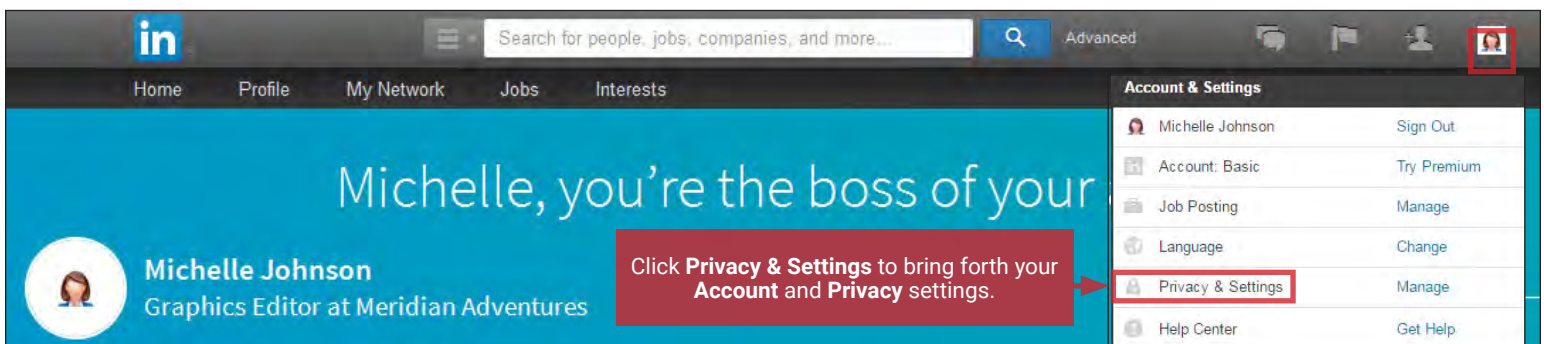 in
Search for people, jobs, companies, and more...
Advanced
Home Profile My Network Jobs Interests
Account & Settings
Michelle Johnson Sign Out
Account: Basic Try Premium
Job Posting Manage
Language Change
Privacy & Settings Manage
Help Center Get Help
Michelle, you're the boss of your
Michelle Johnson
Graphics Editor at Meridian Adventures
Click Privacy & Settings to bring forth your
Account and Privacy settings.